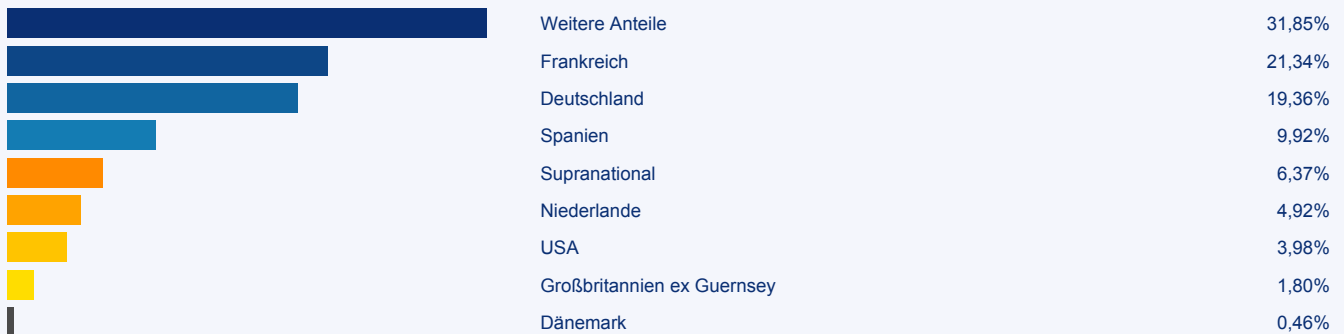 Weitere Anteile 31,85%
Frankreich 21,34%
Deutschland 19,36%
Spanien 9,92%
Supranational 6,37%
Niederlande 4,92%
USA 3,98%
Großbritannien ex Guernsey 1,80%
Dänemark 0,46%